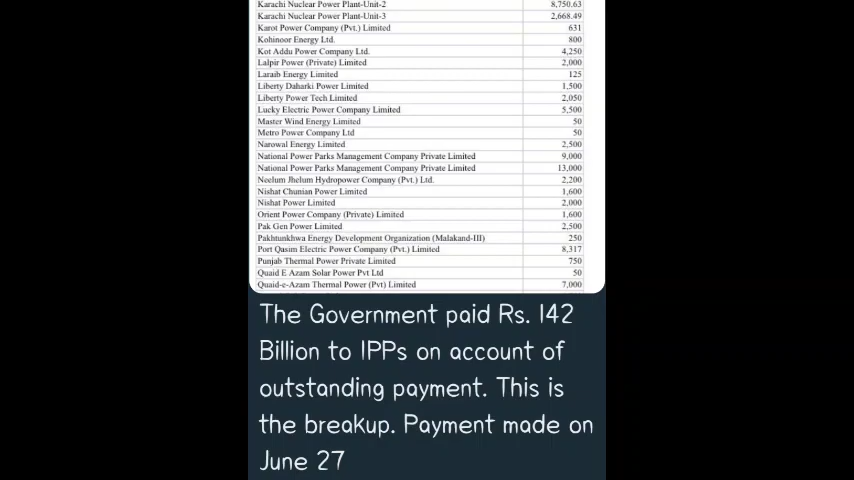 Karachi Nuclear Power Plant-Unit-2 8,750.63
Karachi Nuclear Power Plant-Unit-3 2,668.49
Karot Power Company (Pvt.) Limited 631
Kohinoor Energy Ltd. 800
Kot Addu Power Company Ltd. 4,250
Lalpir Power (Private) Limited 2,000
Laraib Energy Limited 125
Liberty Daharki Power Limited 1,500
Liberty Power Tech Limited 2,050
Lucky Electric Power Company Limited 5,500
Master Wind Energy Limited 50
Metro Power Company Ltd 50
Narowal Energy Limited 2,500
National Power Parks Management Company Private Limited 9,000
National Power Parks Management Company Private Limited 13,000
Neelum Jhelum Hydropower Company (Pvt.) Ltd. 2,200
Nishat Chunian Power Limited 1,600
Nishat Power Limited 2,000
Orient Power Company (Private) Limited 1,600
Pak Gen Power Limited 2,500
Pakhtunkhwa Energy Development Organization (Malakand-III) 250
Port Qasim Electric Power Company (Pvt.) Limited 8,317
Punjab Thermal Power Private Limited 750
Quaid E Azam Solar Power Pvt Ltd 50
Quaid-e-Azam Thermal Power (Pvt) Limited 7,000
The Government paid Rs. 142
Billion to IPPs on account of
outstanding payment. This is
the breakup. Payment made on
June 27